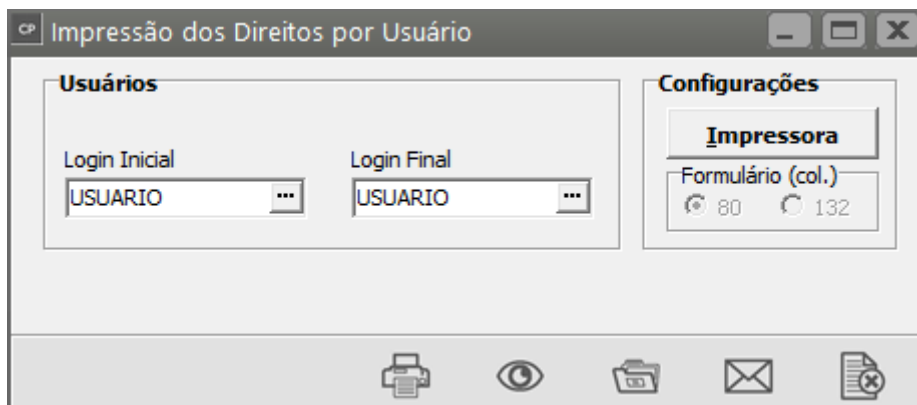 CP Impressão dos Direitos por Usuário
Usuários
Login Inicial
USUARIO ...
Login Final
USUARIO ...
Configurações
Impressora
Formulário (col.)
80 132